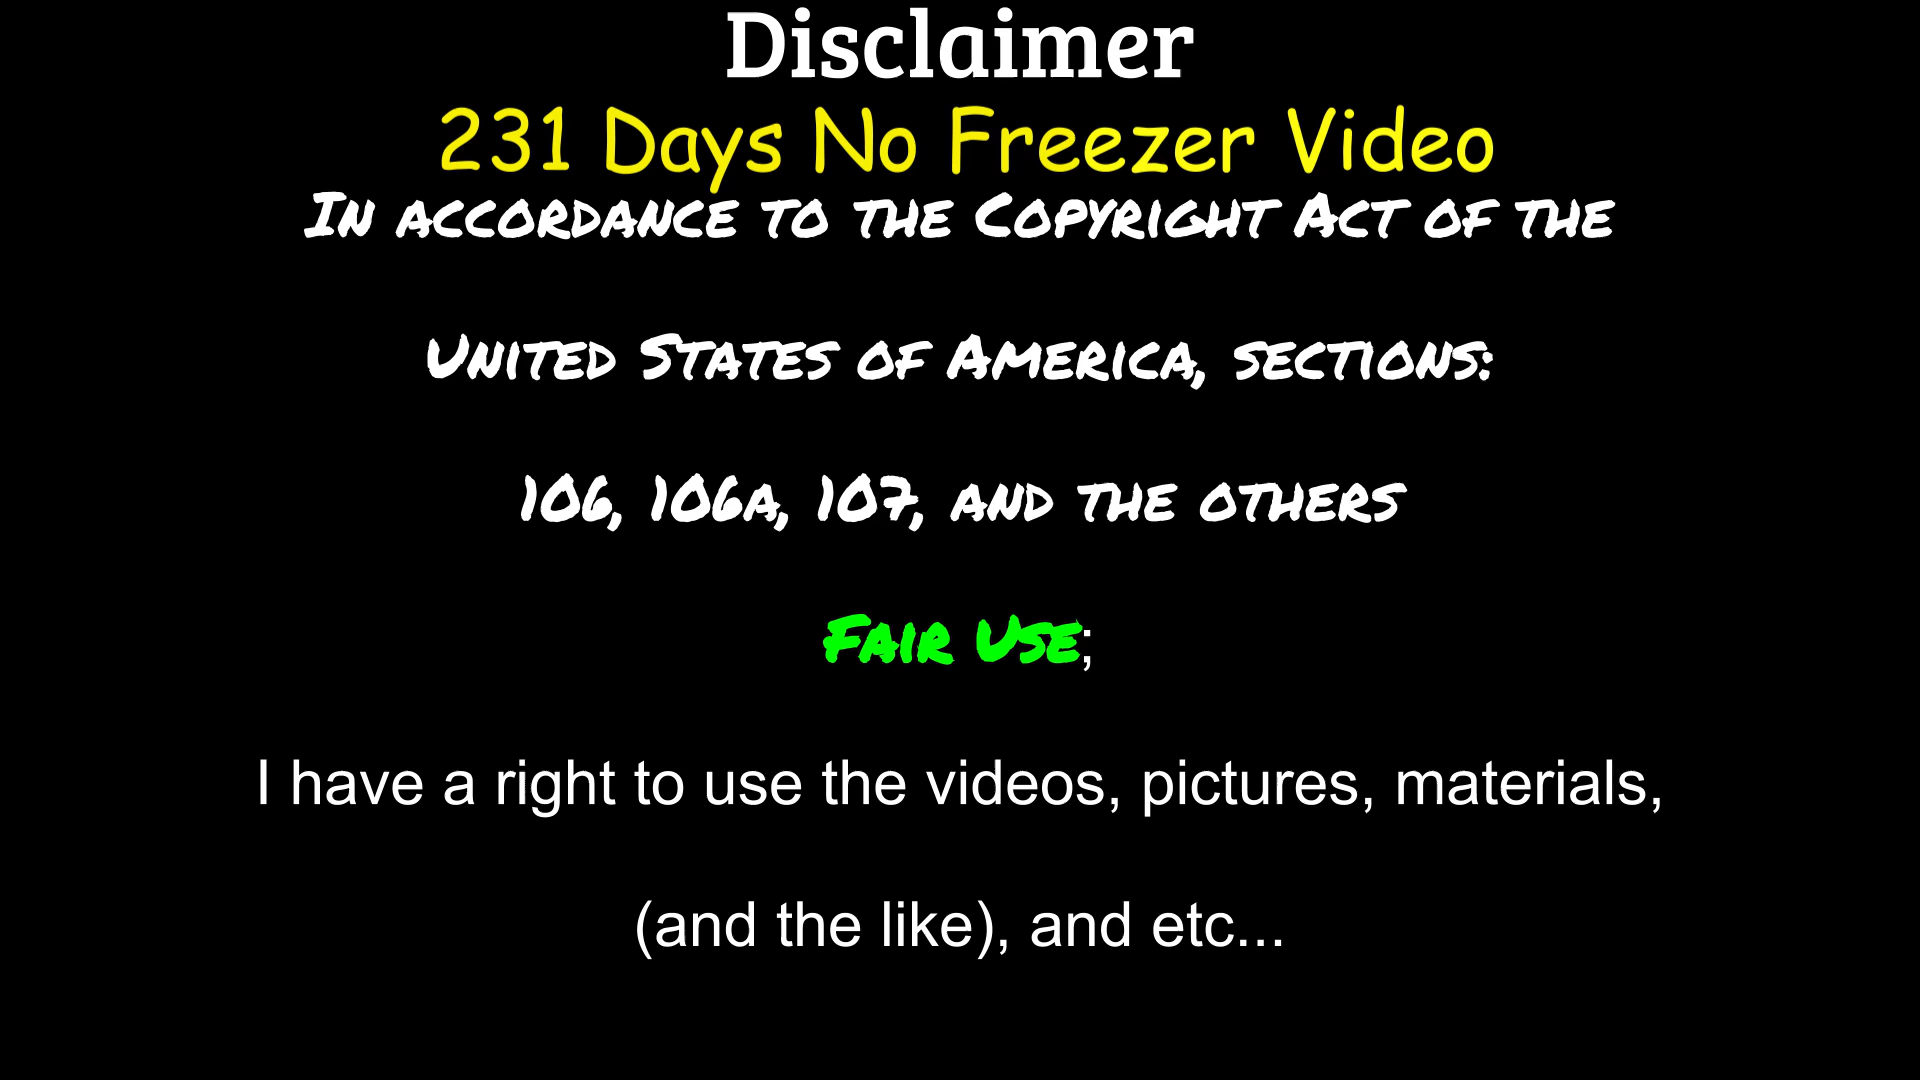 Disclaimer
231 Days No Freezer Video
In accordance to the Copyright Act of the
United States of America, sections:
106, 106a, 107, and the others
Fair Use;
I have a right to use the videos, pictures, materials,
(and the like), and etc...